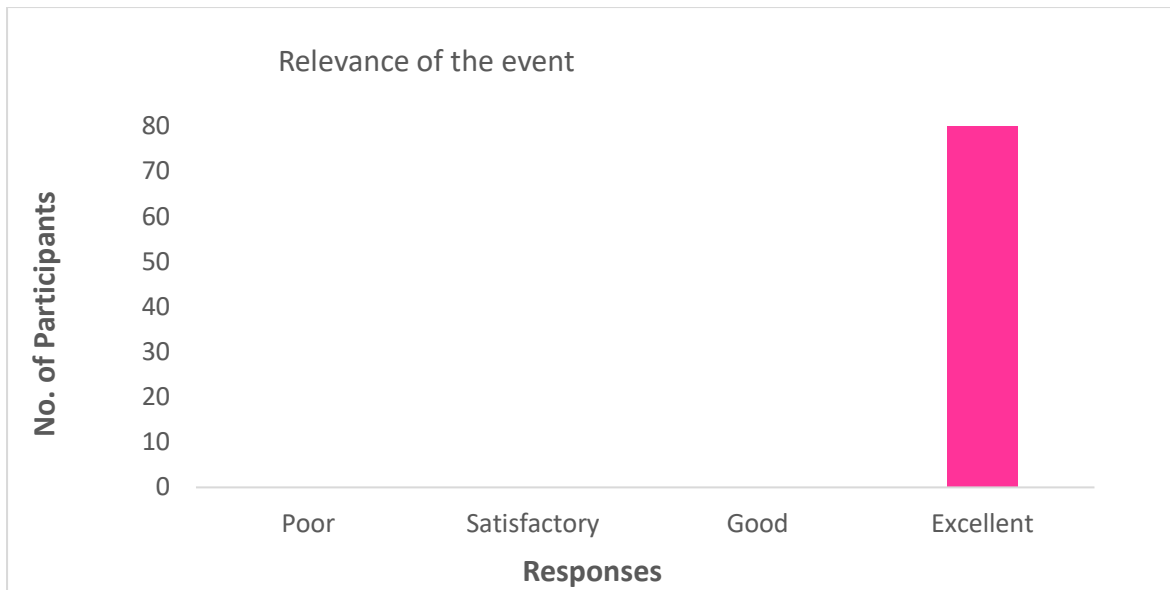 Relevance of the event
80
70
60
50
40
30
20
10
0
No. of Participants
Poor Satisfactory Good Excellent
Responses